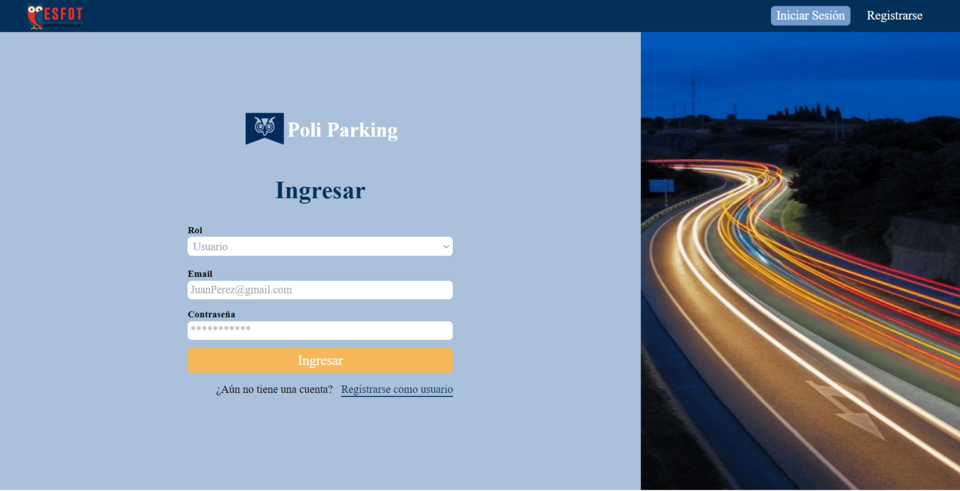 ESFOT
Iniciar Sesión
Registrarse
Poli Parking
Ingresar
Rol
Usuario
Email
JuanPerez@gmail.com
Contraseña
***********
Ingresar
¿Aún no tiene una cuenta? Registrarse como usuario